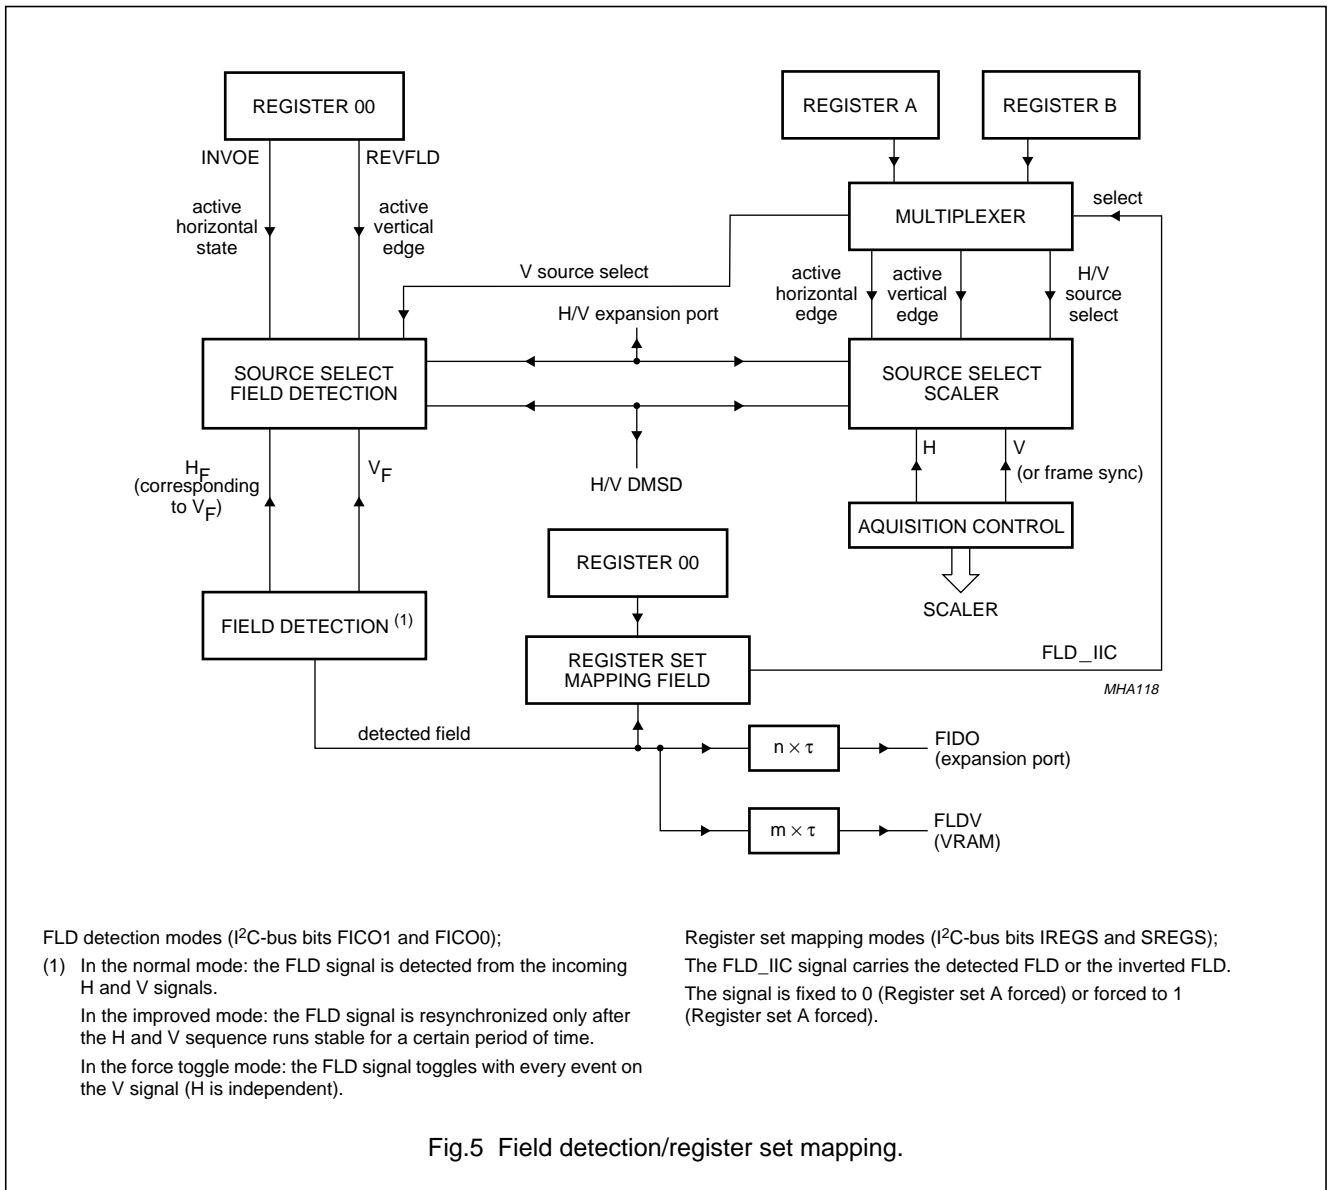 REGISTER 00
REGISTER A
REGISTER B
INVOE
REVFLD
active
horizontal
state
active
vertical
edge
MULTIPLEXER
select
V source select
active
horizontal
edge
active
vertical
edge
H/V
source
select
H/V expansion port
SOURCE SELECT
FIELD DETECTION
SOURCE SELECT
SCALER
HF
(corresponding
to VF)
VF
H/V DMSD
H
V
(or frame sync)
AQUISITION CONTROL
SCALER
REGISTER 00
FIELD DETECTION (1)
REGISTER SET
MAPPING FIELD
FLD_IIC
MHA118
detected field
n × τ
FIDO
(expansion port)
m × τ
FLDV
(VRAM)
FLD detection modes (I²C-bus bits FICO1 and FICO0);
(1) In the normal mode: the FLD signal is detected from the incoming
H and V signals.
In the improved mode: the FLD signal is resynchronized only after
the H and V sequence runs stable for a certain period of time.
In the force toggle mode: the FLD signal toggles with every event on
the V signal (H is independent).
Register set mapping modes (I²C-bus bits IREGS and SREGS);
The FLD_IIC signal carries the detected FLD or the inverted FLD.
The signal is fixed to 0 (Register set A forced) or forced to 1
(Register set A forced).
Fig.5 Field detection/register set mapping.